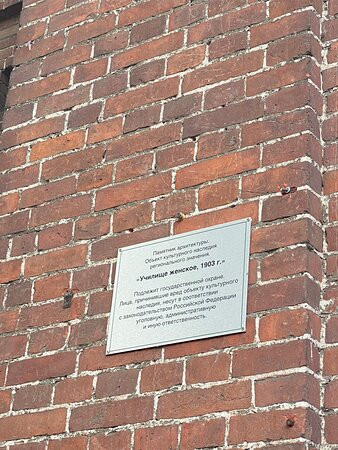 Памятник архитектуры.
Объект культурного наследия
регионального значения.
«Училище женское, 1903 г.»
Подлежит государственной охране.
Лица, причинившие вред объекту культурного
наследия, несут в соответствии
с законодательством Российской Федерации
уголовную, административную
и иную ответственность.